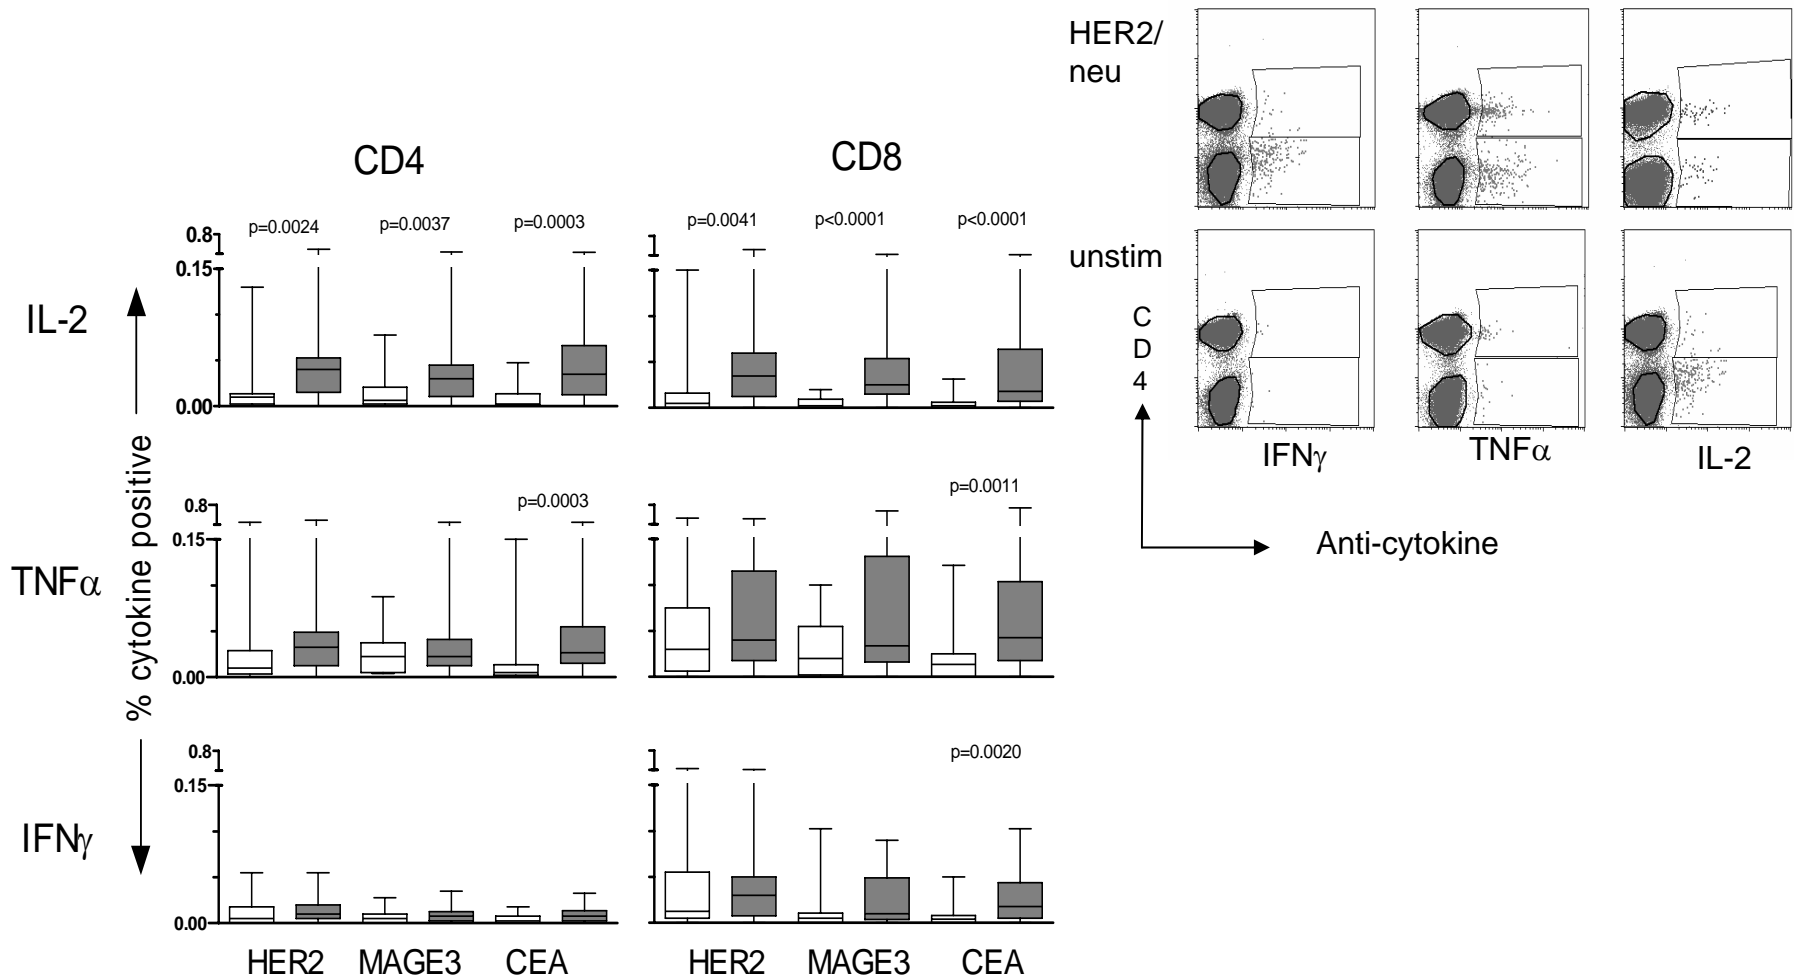 HER2/
neu
CD4
CD8
p=0.0024
p=0.0037
p=0.0003
p=0.0041
p<0.0001
p<0.0001
0.8
0.15
0.00
IL-2
unstim
C
D
4
IFNγ
TNFα
IL-2
Anti-cytokine
% cytokine positive
p=0.0003
p=0.0011
0.8
0.15
0.00
TNFα
p=0.0020
0.8
0.15
0.00
IFNγ
HER2
MAGE3
CEA
HER2
MAGE3
CEA